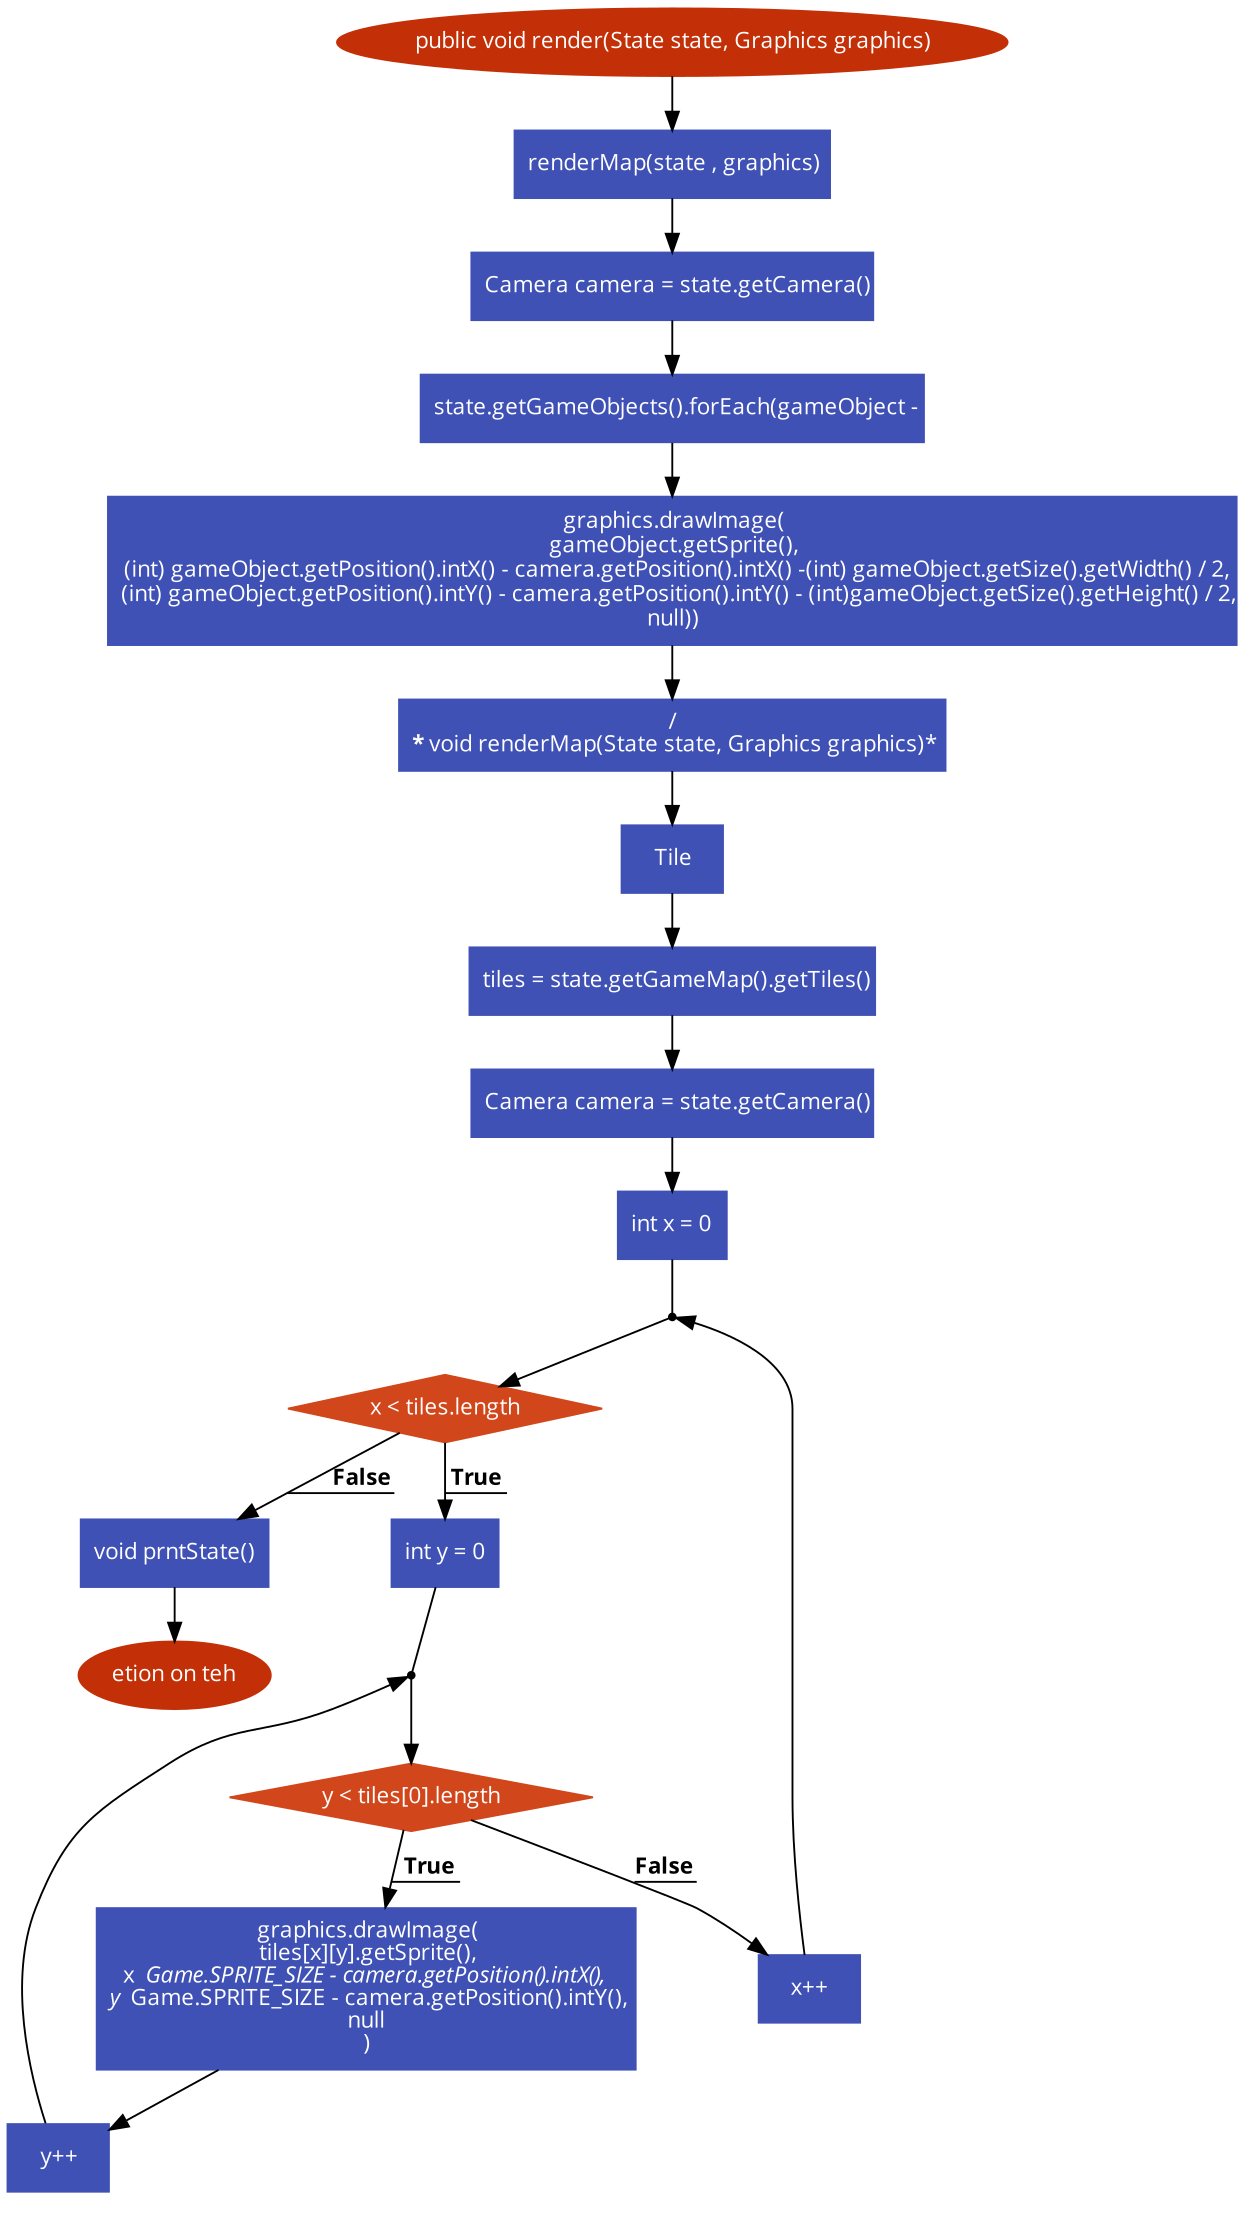 public void render(State state, Graphics graphics)
renderMap(state , graphics)
Camera camera = state.getCamera()
state.getGameObjects().forEach(gameObject -
graphics.drawImage(
gameObject.getSprite(),
(int) gameObject.getPosition().intX() - camera.getPosition().intX() -(int) gameObject.getSize().getWidth() / 2,
(int) gameObject.getPosition().intY() - camera.getPosition().intY() - (int)gameObject.getSize().getHeight() / 2,
null))
/
* void renderMap(State state, Graphics graphics)*
Tile
tiles = state.getGameMap().getTiles()
Camera camera = state.getCamera()
int x = 0
x < tiles.length
False
True
void prntState()
int y = 0
etion on teh
y < tiles[0].length
True
False
graphics.drawImage(
tiles[x][y].getSprite(),
x Game.SPRITE_SIZE - camera.getPosition().intX(),
y Game.SPRITE_SIZE - camera.getPosition().intY(),
null
)
x++
y++